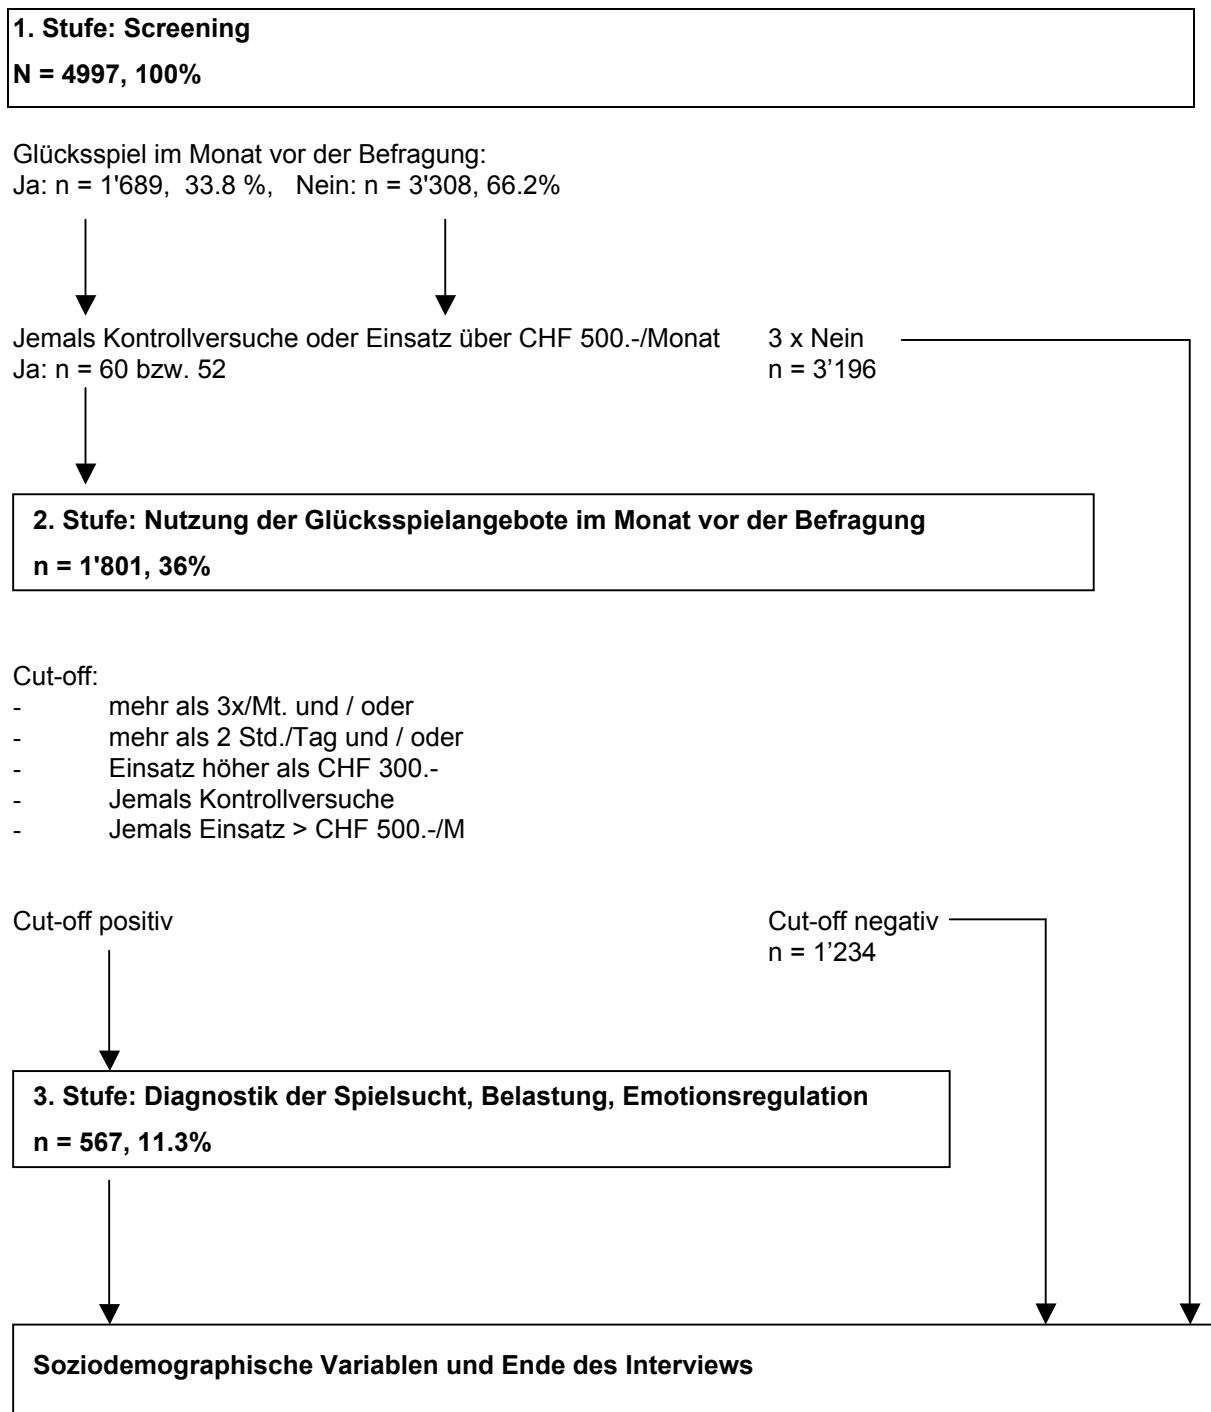 1. Stufe: Screening
N = 4997, 100%
Glücksspiel im Monat vor der Befragung:
Ja: n = 1'689, 33.8 %, Nein: n = 3'308, 66.2%
Jemals Kontrollversuche oder Einsatz über CHF 500.-/Monat 3 x Nein
Ja: n = 60 bzw. 52 n = 3’196
2. Stufe: Nutzung der Glücksspielangebote im Monat vor der Befragung
n = 1'801, 36%
Cut-off:
- mehr als 3x/Mt. und / oder
- mehr als 2 Std./Tag und / oder
- Einsatz höher als CHF 300.-
- Jemals Kontrollversuche
- Jemals Einsatz > CHF 500.-/M
Cut-off positiv Cut-off negativ
n = 1’234
3. Stufe: Diagnostik der Spielsucht, Belastung, Emotionsregulation
n = 567, 11.3%
Soziodemographische Variablen und Ende des Interviews